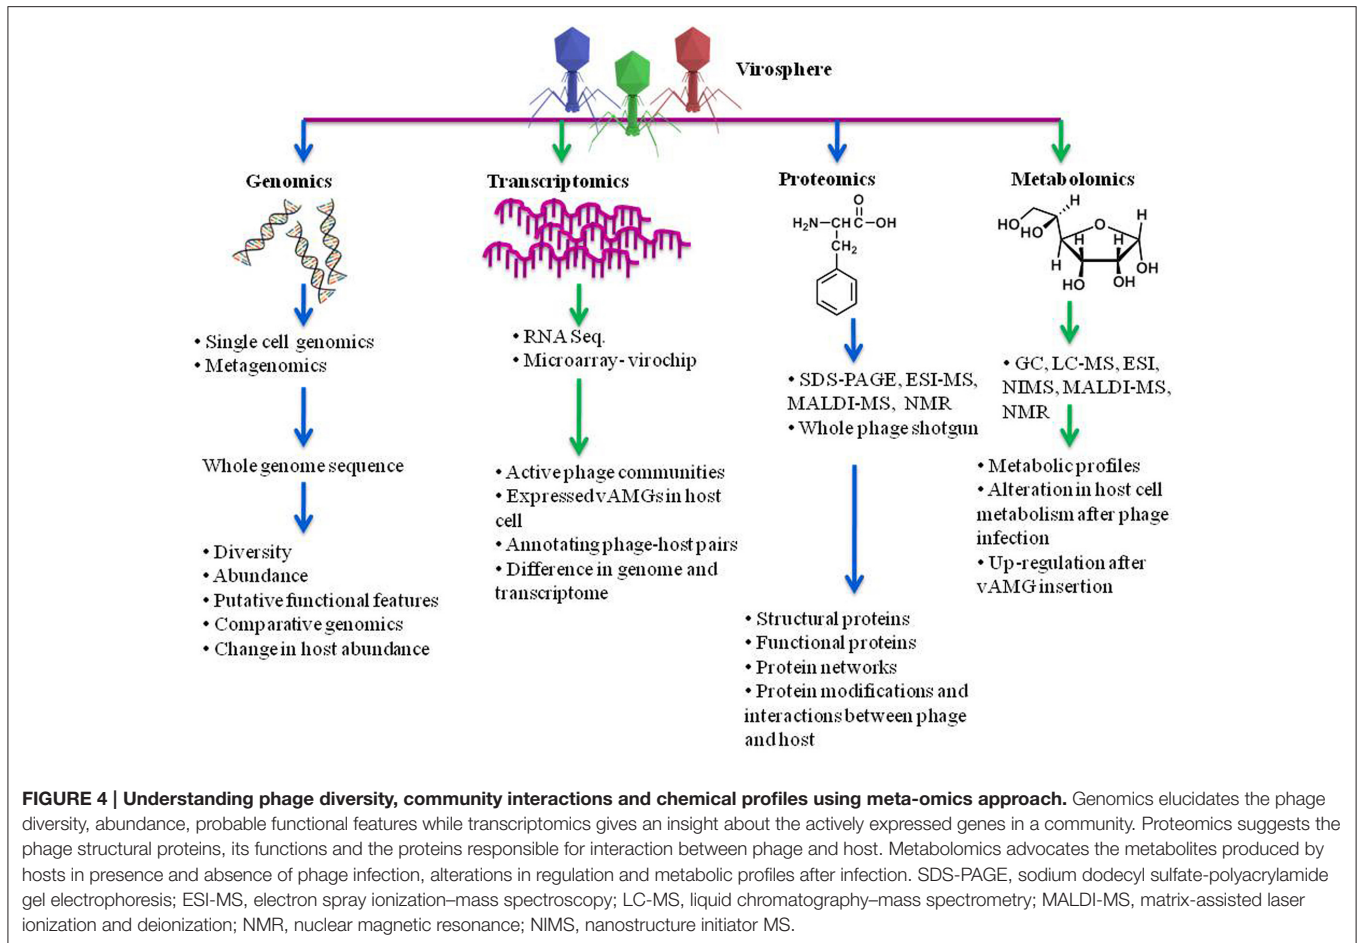 Virosphere
Genomics
• Single cell genomics
• Metagenomics
Whole genome sequence
• Diversity
• Abundance
• Putative functional features
• Comparative genomics
• Change in host abundance
Transcriptomics
• RNA Seq.
• Microarray- virochip
• Active phage communities
• Expressed vAMGs in host
cell
• Annotating phage-host pairs
• Difference in genome and
transcriptome
Proteomics
O
H₂N—CH—C—OH
CH₂
• SDS-PAGE, ESI-MS,
MALDI-MS, NMR
• Whole phage shotgun
• Structural proteins
• Functional proteins
• Protein networks
• Protein modifications and
interactions between phage
and host
Metabolomics
H
HO
HO
O
H
H
H
H
OH
HO
OH
• GC, LC-MS, ESI,
NIMS, MALDI-MS,
NMR
• Metabolic profiles
• Alteration in host cell
metabolism after phage
infection
• Up-regulation after
vAMG insertion
FIGURE 4 | Understanding phage diversity, community interactions and chemical profiles using meta-omics approach. Genomics elucidates the phage
diversity, abundance, probable functional features while transcriptomics gives an insight about the actively expressed genes in a community. Proteomics suggests the
phage structural proteins, its functions and the proteins responsible for interaction between phage and host. Metabolomics advocates the metabolites produced by
hosts in presence and absence of phage infection, alterations in regulation and metabolic profiles after infection. SDS-PAGE, sodium dodecyl sulfate-polyacrylamide
gel electrophoresis; ESI-MS, electron spray ionization–mass spectroscopy; LC-MS, liquid chromatography–mass spectrometry; MALDI-MS, matrix-assisted laser
ionization and deionization; NMR, nuclear magnetic resonance; NIMS, nanostructure initiator MS.